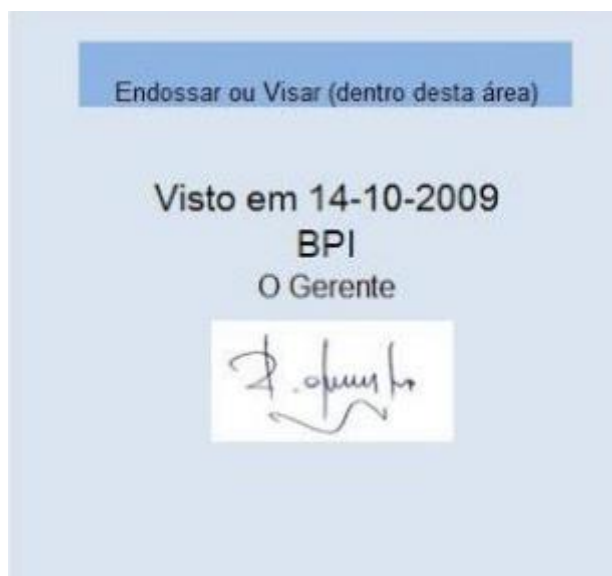 Endossar ou Visar (dentro desta área)
Visto em 14-10-2009
BPI
O Gerente